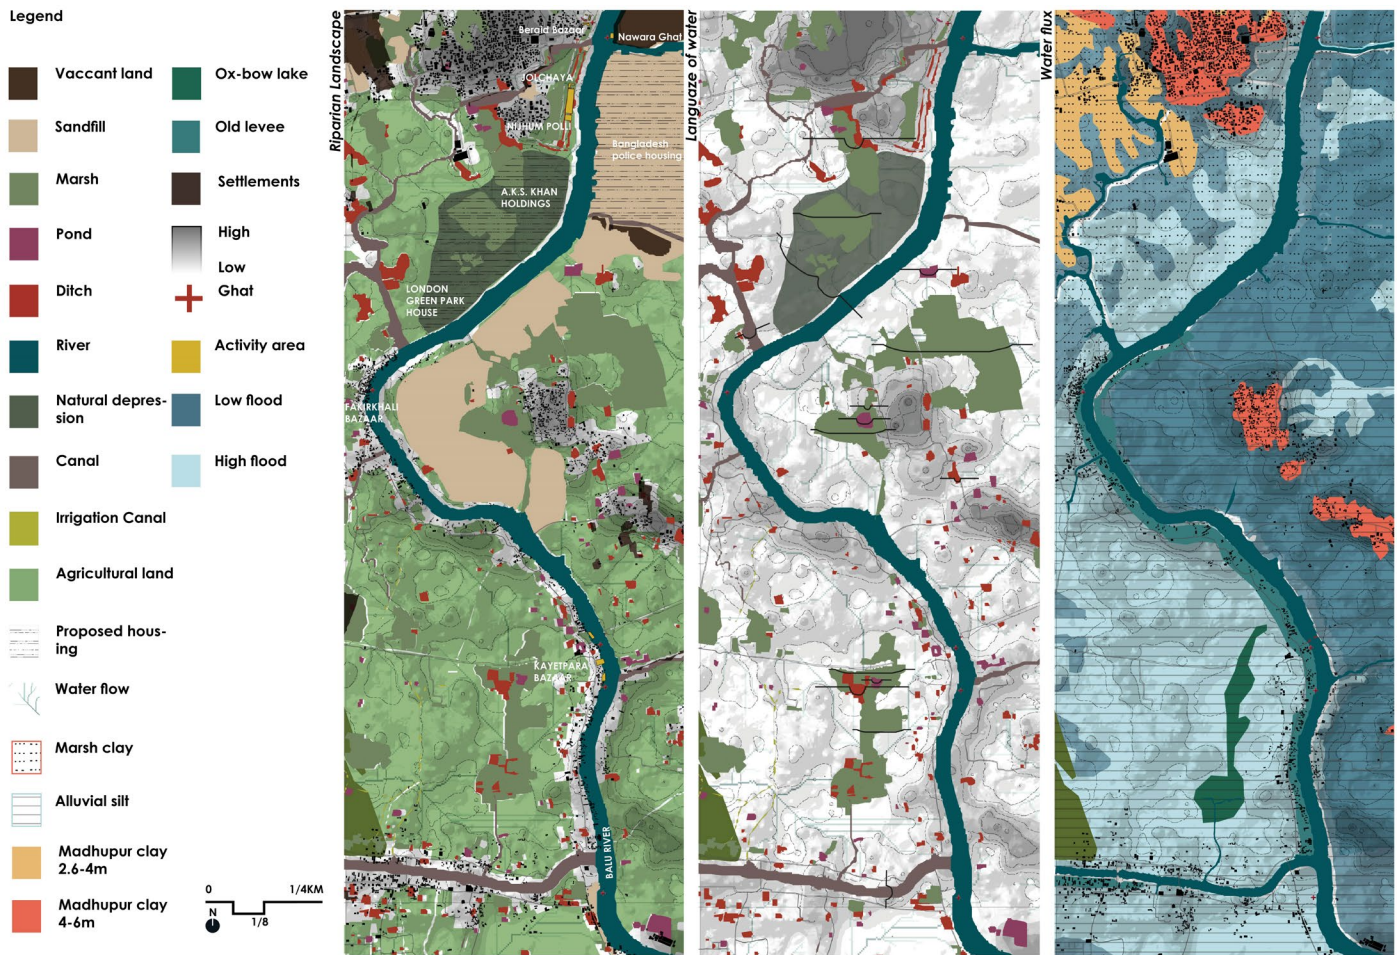 Legend
Vaccant land
Sandfill
Marsh
Pond
Ditch
River
Natural depres-
sion
Canal
Irrigation Canal
Agricultural land
Proposed hous-
ing
Water flow
Marsh clay
Alluvial silt
Madhupur clay
2.6-4m
Madhupur clay
4-6m
Ox-bow lake
Old levee
Settlements
High
Low
Ghat
Activity area
Low flood
High flood
0
1/4KM
N
1/8
Riparian Landscape
Beraid Bazaar
Nawara Ghat
JOLCHAYA
NIJHUM POLLI
Bangladesh
police housing
A.K.S. KHAN
HOLDINGS
LONDON
GREEN PARK
HOUSE
FAKIRKHALI
BAZAAR
KAYETPARA
BAZAAR
BALU RIVER
Languaze of water
Water flux